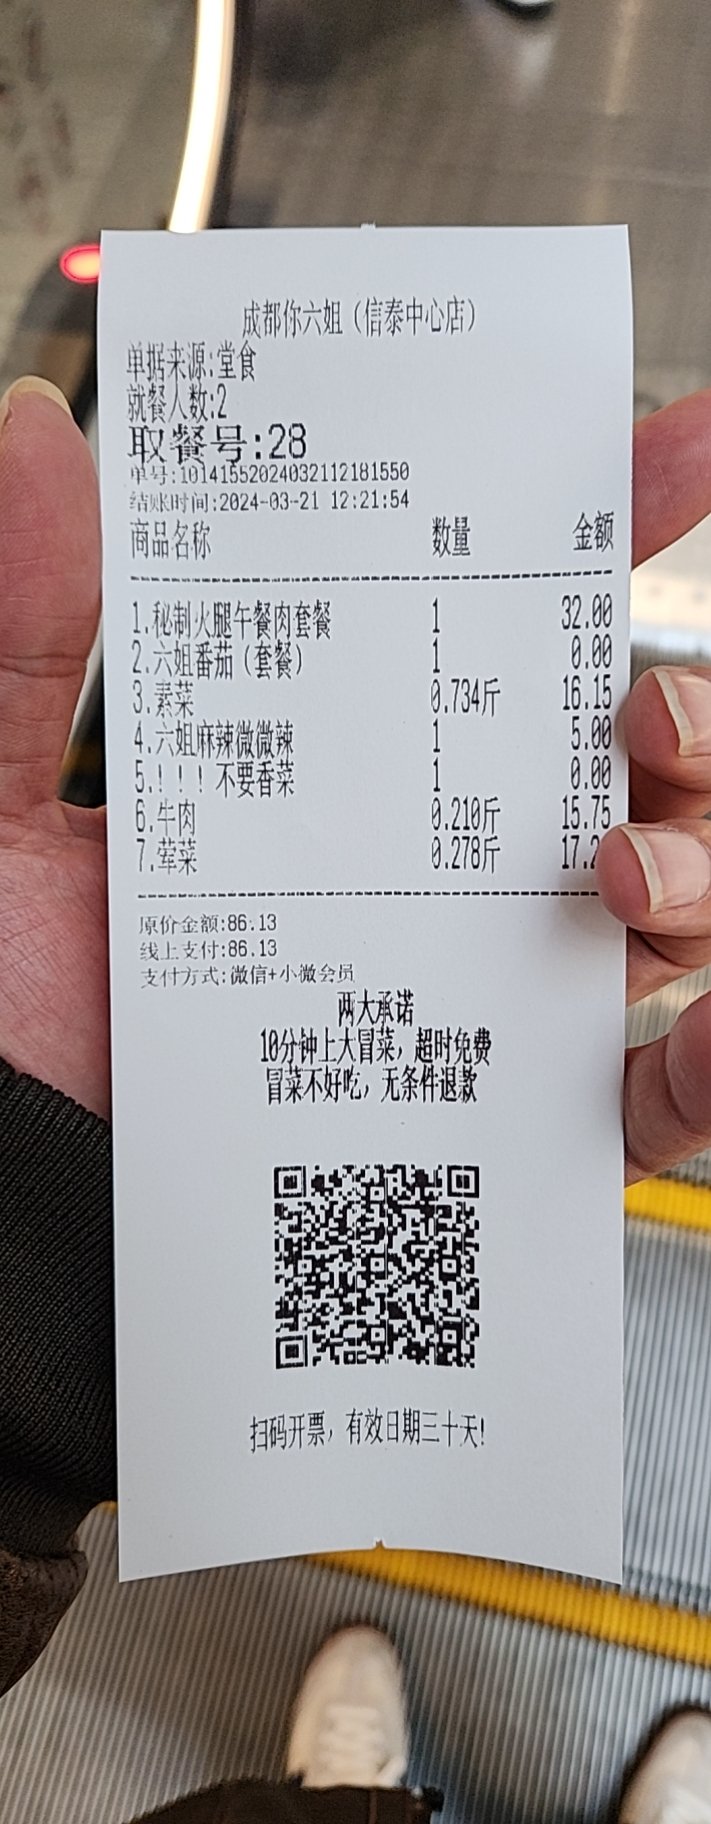 成都你六姐（信泰中心店）
单据来源:堂食
就餐人数:2
取餐号:28
单号:10141552024032112181550
结账时间:2024-03-21 12:21:54
商品名称 数量 金额
1.秘制火腿午餐肉套餐 1 32.00
2.六姐番茄（套餐） 1 0.00
3.素菜 0.734斤 16.15
4.六姐麻辣微微辣 1 5.00
5.！！！不要香菜 1 0.00
6.牛肉 0.210斤 15.75
7.荤菜 0.278斤
原价金额:86.13
线上支付:86.13
支付方式:微信+小微会员
两大承诺
10分钟上大冒菜，超时免费
冒菜不好吃，无条件退款
扫码开票，有效日期三十天!